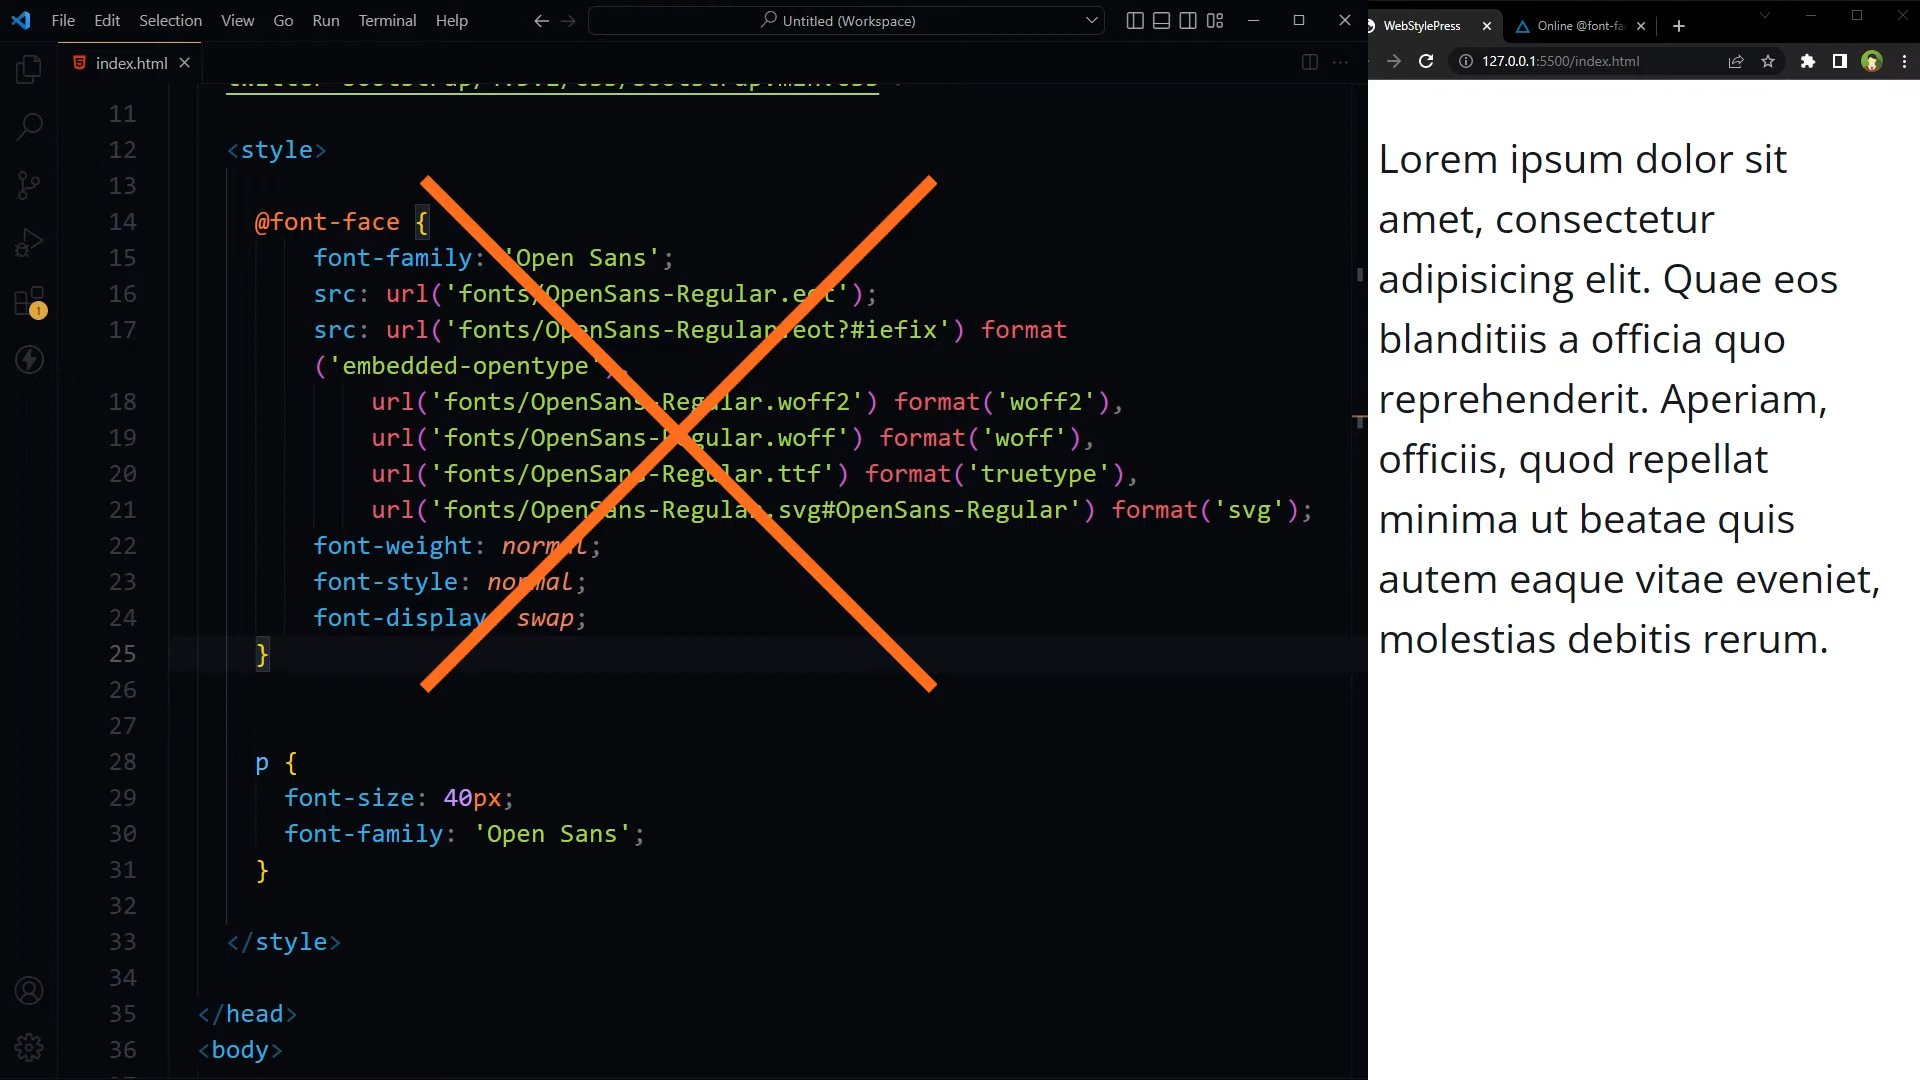 File Edit Selection View Go Run Terminal Help
Untitled (Workspace)
index.html
1
11
12 <style>
13
14 @font-face {
15 font-family: 'Open Sans';
16 src: url('fonts/OpenSans-Regular.eot');
17 src: url('fonts/OpenSans-Regular.eot?#iefix') format
('embedded-opentype'),
18 url('fonts/OpenSans-Regular.woff2') format('woff2'),
19 url('fonts/OpenSans-Regular.woff') format('woff'),
20 url('fonts/OpenSans-Regular.ttf') format('truetype'),
21 url('fonts/OpenSans-Regular.svg#OpenSans-Regular') format('svg');
22 font-weight: normal;
23 font-style: normal;
24 font-display: swap;
25 }
26
27
28 p {
29 font-size: 40px;
30 font-family: 'Open Sans';
31 }
32
33 </style>
34
35 </head>
36 <body>
WebStylePress
Online @font-fa
127.0.0.1:5500/index.html
Lorem ipsum dolor sit
amet, consectetur
adipisicing elit. Quae eos
blanditiis a officia quo
reprehenderit. Aperiam,
officiis, quod repellat
minima ut beatae quis
autem eaque vitae eveniet,
molestias debitis rerum.